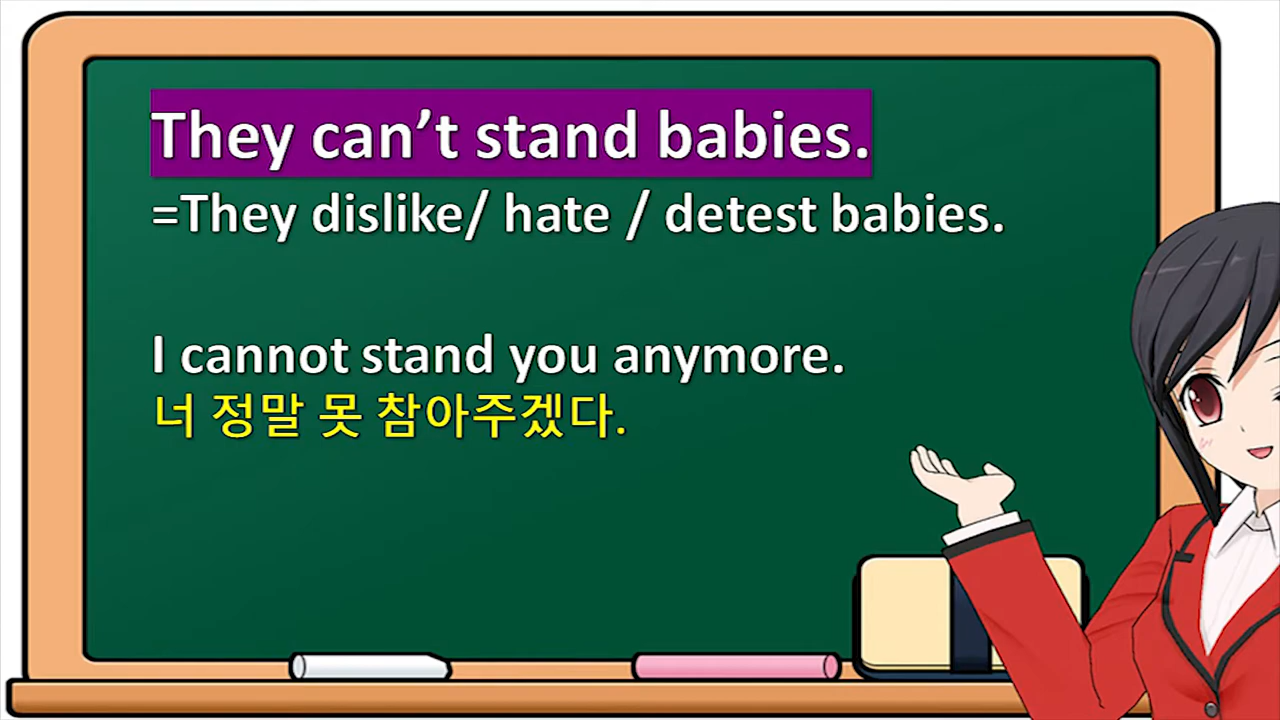 They can’t stand babies.
=They dislike/ hate / detest babies.
I cannot stand you anymore.
너 정말 못 참아주겠다.